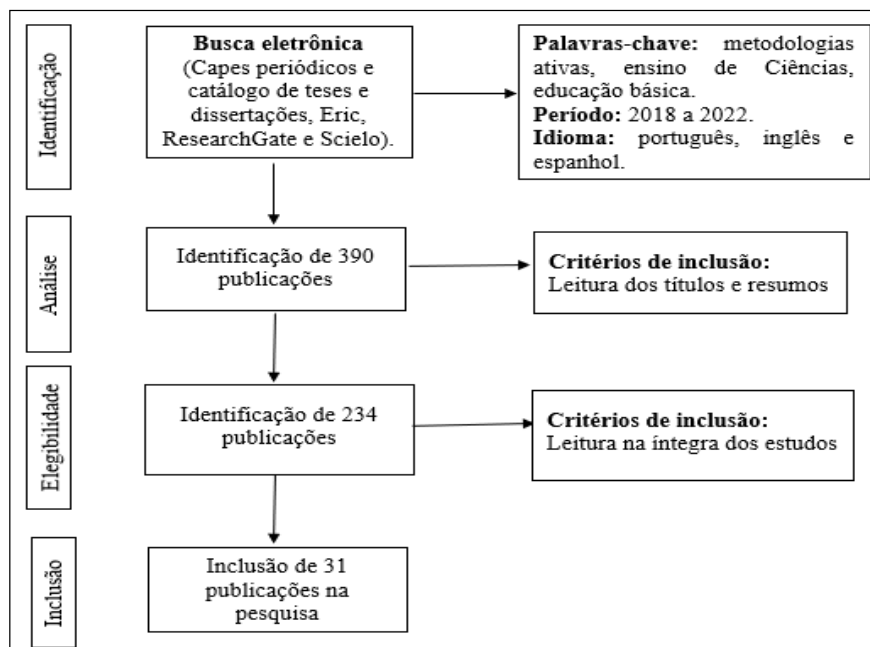 Identificação
Busca eletrônica
(Capes periódicos e
catálogo de teses e
dissertações, Eric,
ResearchGate e Scielo).
Palavras-chave: metodologias
ativas, ensino de Ciências,
educação básica.
Período: 2018 a 2022.
Idioma: português, inglês e
espanhol.
Análise
Identificação de 390
publicações
Critérios de inclusão:
Leitura dos títulos e resumos
Elegibilidade
Identificação de 234
publicações
Critérios de inclusão:
Leitura na íntegra dos estudos
Inclusão
Inclusão de 31
publicações na
pesquisa